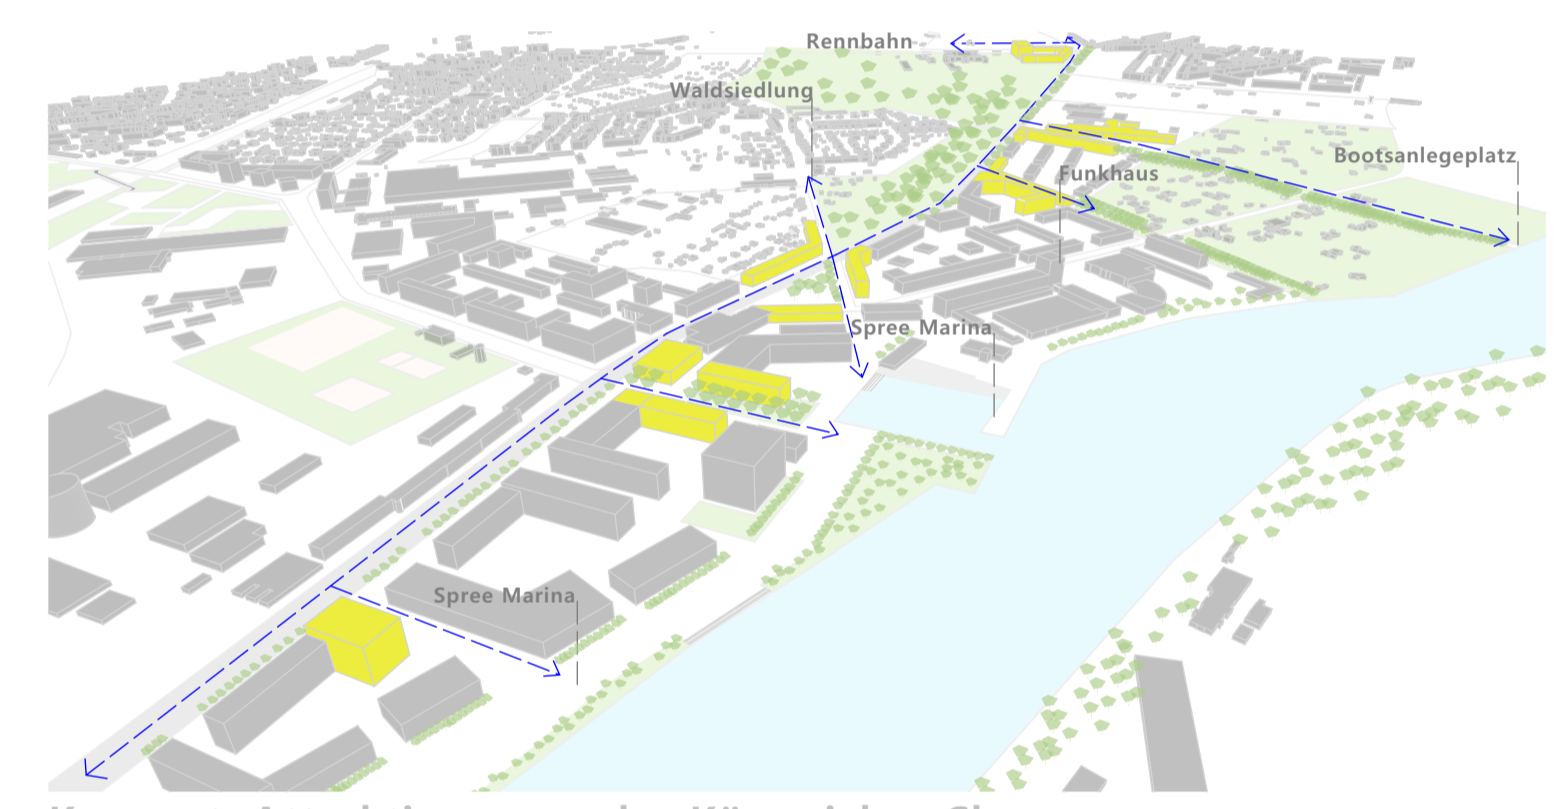 Rennbahn
Waldsiedlung
Bootsanlegeplatz
Funkhaus
Spree Marina
Spree Marina